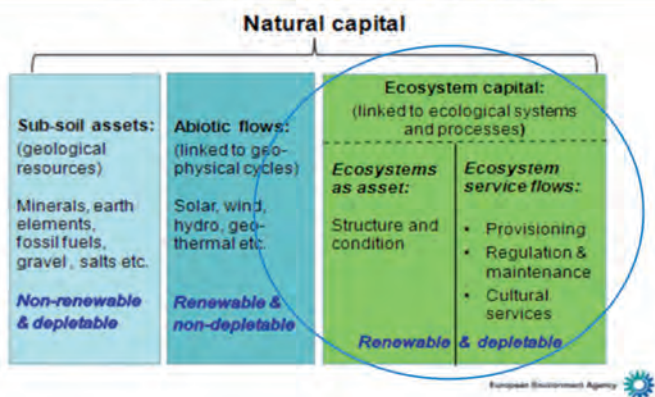 Natural capital
Sub-soil assets:
(geological
resources)
Minerals, earth
elements,
fossil fuels,
gravel , salts etc.
Non-renewable
& depletable
Abiotic flows:
(linked to geo-
physical cycles)
Solar, wind,
hydro, geo-
thermal etc.
Renewable &
non-depletable
Ecosystem capital:
(linked to ecological systems
and processes)
Ecosystems
as asset:
Structure and
condition
Ecosystem
service flows:
• Provisioning
• Regulation &
maintenance
• Cultural
services
Renewable & depletable
European Environment Agency